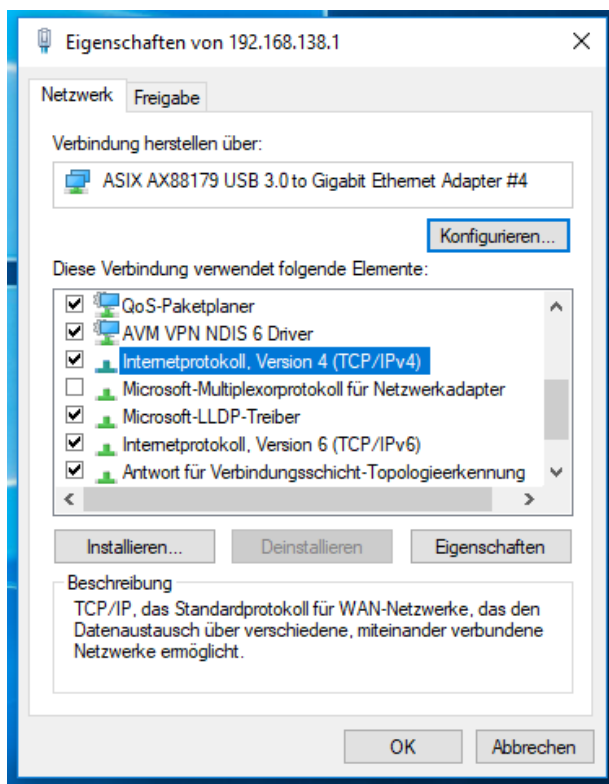 Eigenschaften von 192.168.138.1
Netzwerk
Freigabe
Verbindung herstellen über:
ASIX AX88179 USB 3.0 to Gigabit Ethernet Adapter #4
Konfigurieren...
Diese Verbindung verwendet folgende Elemente:
QoS-Paketplaner
AVM VPN NDIS 6 Driver
Internetprotokoll, Version 4 (TCP/IPv4)
Microsoft-Multiplexorprotokoll für Netzwerkadapter
Microsoft-LLDP-Treiber
Internetprotokoll, Version 6 (TCP/IPv6)
Antwort für Verbindungsschicht-Topologieerkennung
Installieren...
Deinstallieren
Eigenschaften
Beschreibung
TCP/IP, das Standardprotokoll für WAN-Netzwerke, das den
Datenaustausch über verschiedene, miteinander verbundene
Netzwerke ermöglicht.
OK
Abbrechen